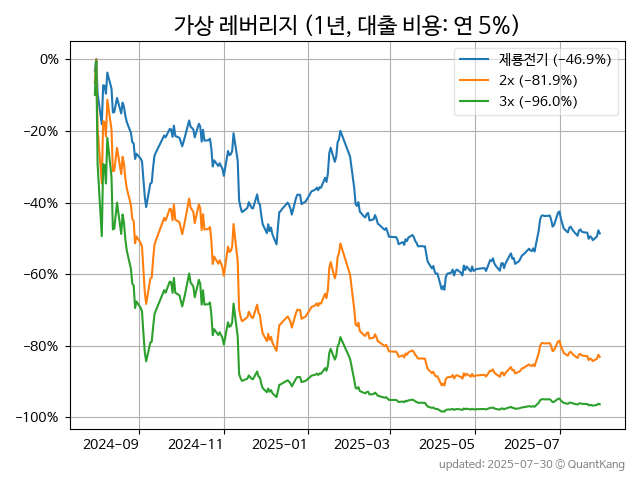 가상 레버리지 (1년, 대출 비용: 연 5%)
제룡전기 (-46.9%)
2x (-81.9%)
3x (-96.0%)
0%
−20%
−40%
−60%
−80%
−100%
2024-09 2024-11 2025-01 2025-03 2025-05 2025-07
updated: 2025-07-30 © QuantKang